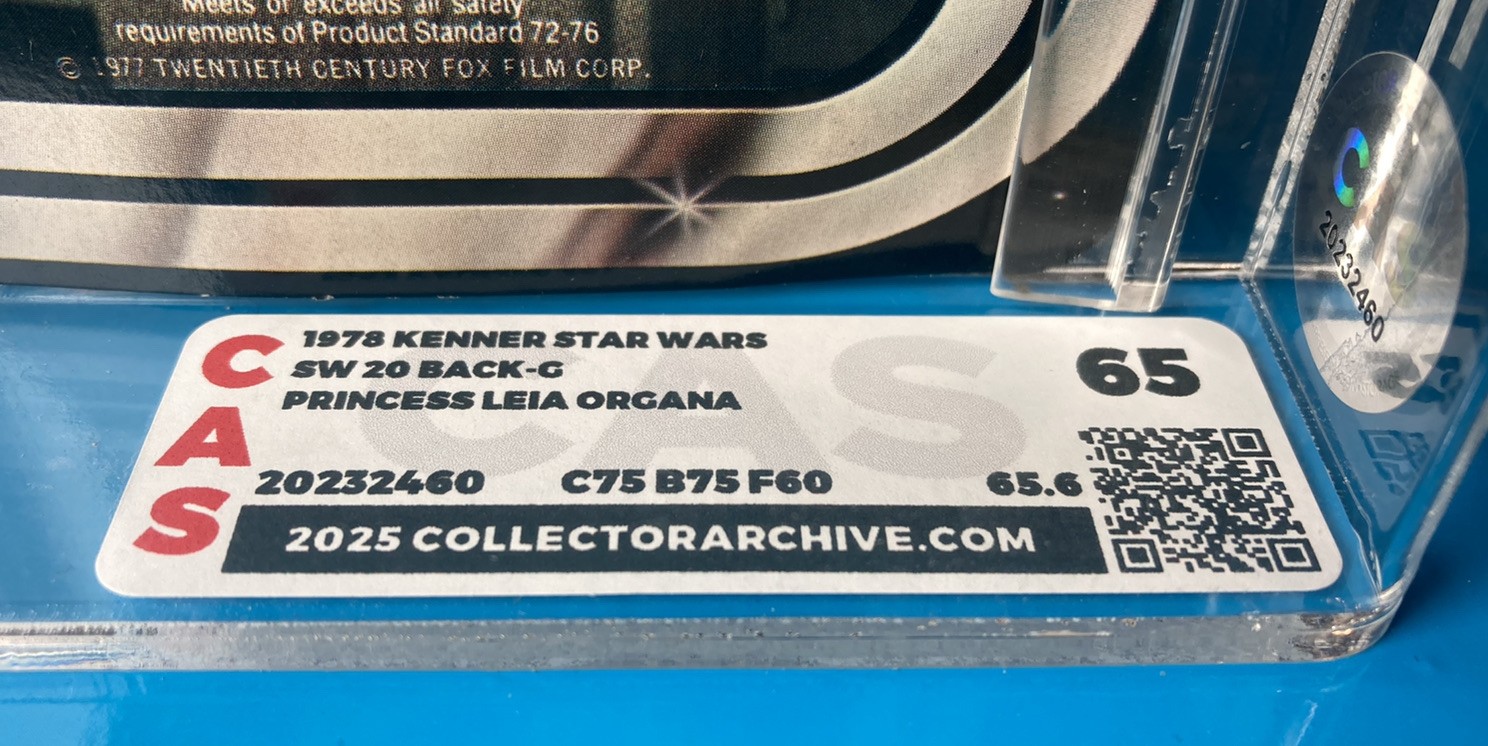 Meets or exceeds all safety
requirements of Product Standard 72-76
© 1977 TWENTIETH CENTURY FOX FILM CORP.
C
20232460
CAS
CAS
1978 KENNER STAR WARS
SW 20 BACK-G
PRINCESS LEIA ORGANA
65
20232460 C75 B75 F60 65.6
2025 COLLECTORARCHIVE.COM